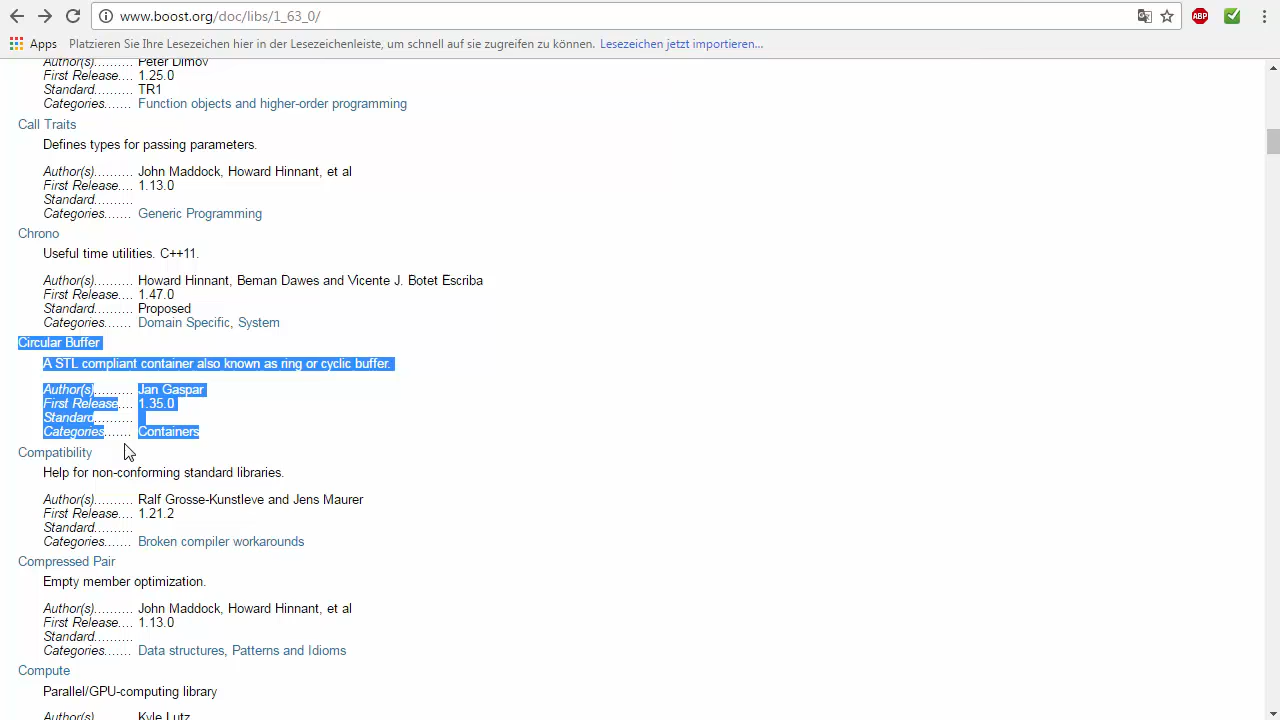 www.boost.org/doc/libs/1_63_0/
ABP
Apps Platzieren Sie Ihre Lesezeichen hier in der Lesezeichenleiste, um schnell auf sie zugreifen zu können. Lesezeichen jetzt importieren...
Author(s).......... Peter Dimov
First Release.... 1.25.0
Standard.......... TR1
Categories....... Function objects and higher-order programming
Call Traits
Defines types for passing parameters.
Author(s).......... John Maddock, Howard Hinnant, et al
First Release.... 1.13.0
Standard..........
Categories....... Generic Programming
Chrono
Useful time utilities. C++11.
Author(s).......... Howard Hinnant, Beman Dawes and Vicente J. Botet Escriba
First Release.... 1.47.0
Standard.......... Proposed
Categories....... Domain Specific, System
Circular Buffer
A STL compliant container also known as ring or cyclic buffer.
Author(s).......... Jan Gaspar
First Release.... 1.35.0
Standard..........
Categories....... Containers
Compatibility
Help for non-conforming standard libraries.
Author(s).......... Ralf Grosse-Kunstleve and Jens Maurer
First Release.... 1.21.2
Standard..........
Categories....... Broken compiler workarounds
Compressed Pair
Empty member optimization.
Author(s).......... John Maddock, Howard Hinnant, et al
First Release.... 1.13.0
Standard..........
Categories....... Data structures, Patterns and Idioms
Compute
Parallel/GPU-computing library
Author(s).......... Kyle Lutz